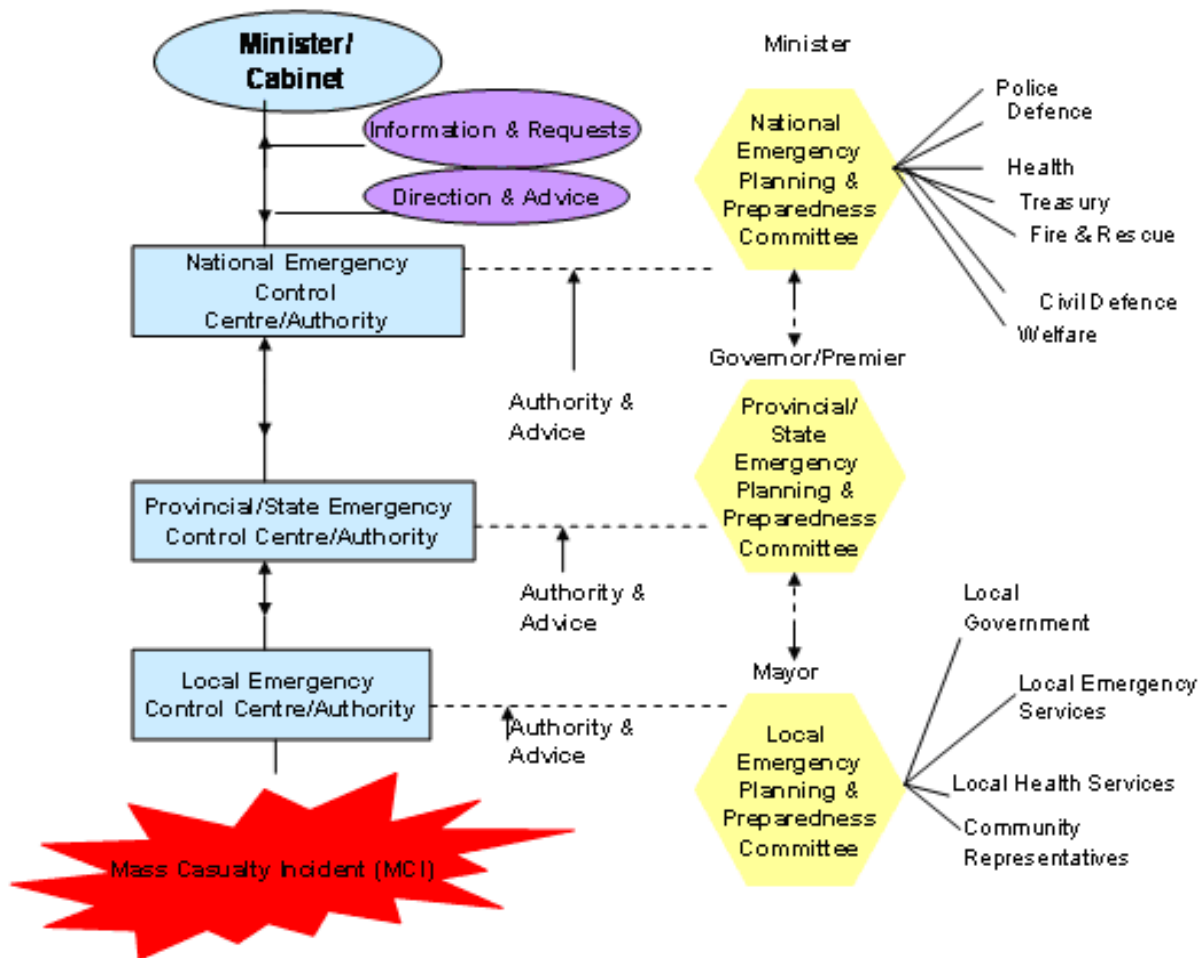 Minister/
Cabinet
Information & Requests
Direction & Advice
National Emergency
Control
Centre/Authority
Provincial/State Emergency
Control Centre/Authority
Local Emergency
Control Centre/Authority
Mass Casualty Incident (MCI)
Authority &
Advice
Authority &
Advice
Authority &
Advice
Minister
National
Emergency
Planning &
Preparedness
Committee
Governor/Premier
Provincial/
State
Emergency
Planning &
Preparedness
Committee
Mayor
Local
Emergency
Planning &
Preparedness
Committee
Police
Defence
Health
Treasury
Fire & Rescue
Civil Defence
Welfare
Local
Government
Local Emergency
Services
Local Health Services
Community
Representatives